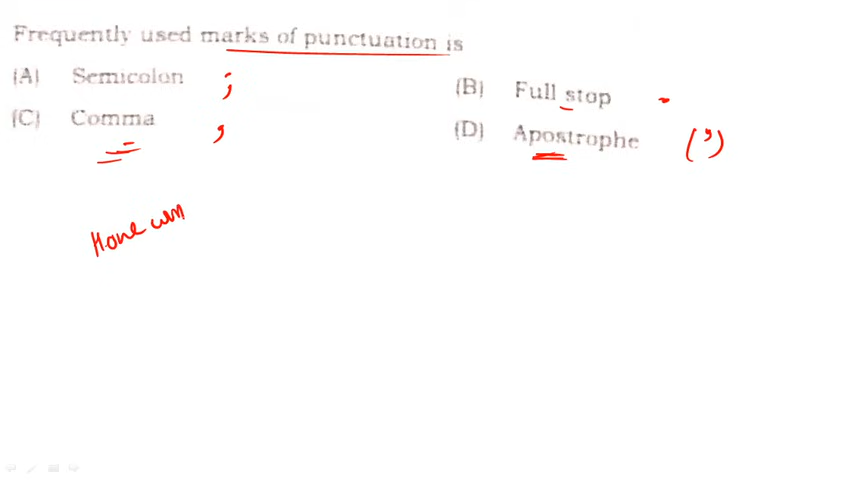 Frequently used marks of punctuation is
(A) Semicolon ;
(B) Full stop .
(C) Comma ,
(D) Apostrophe (')